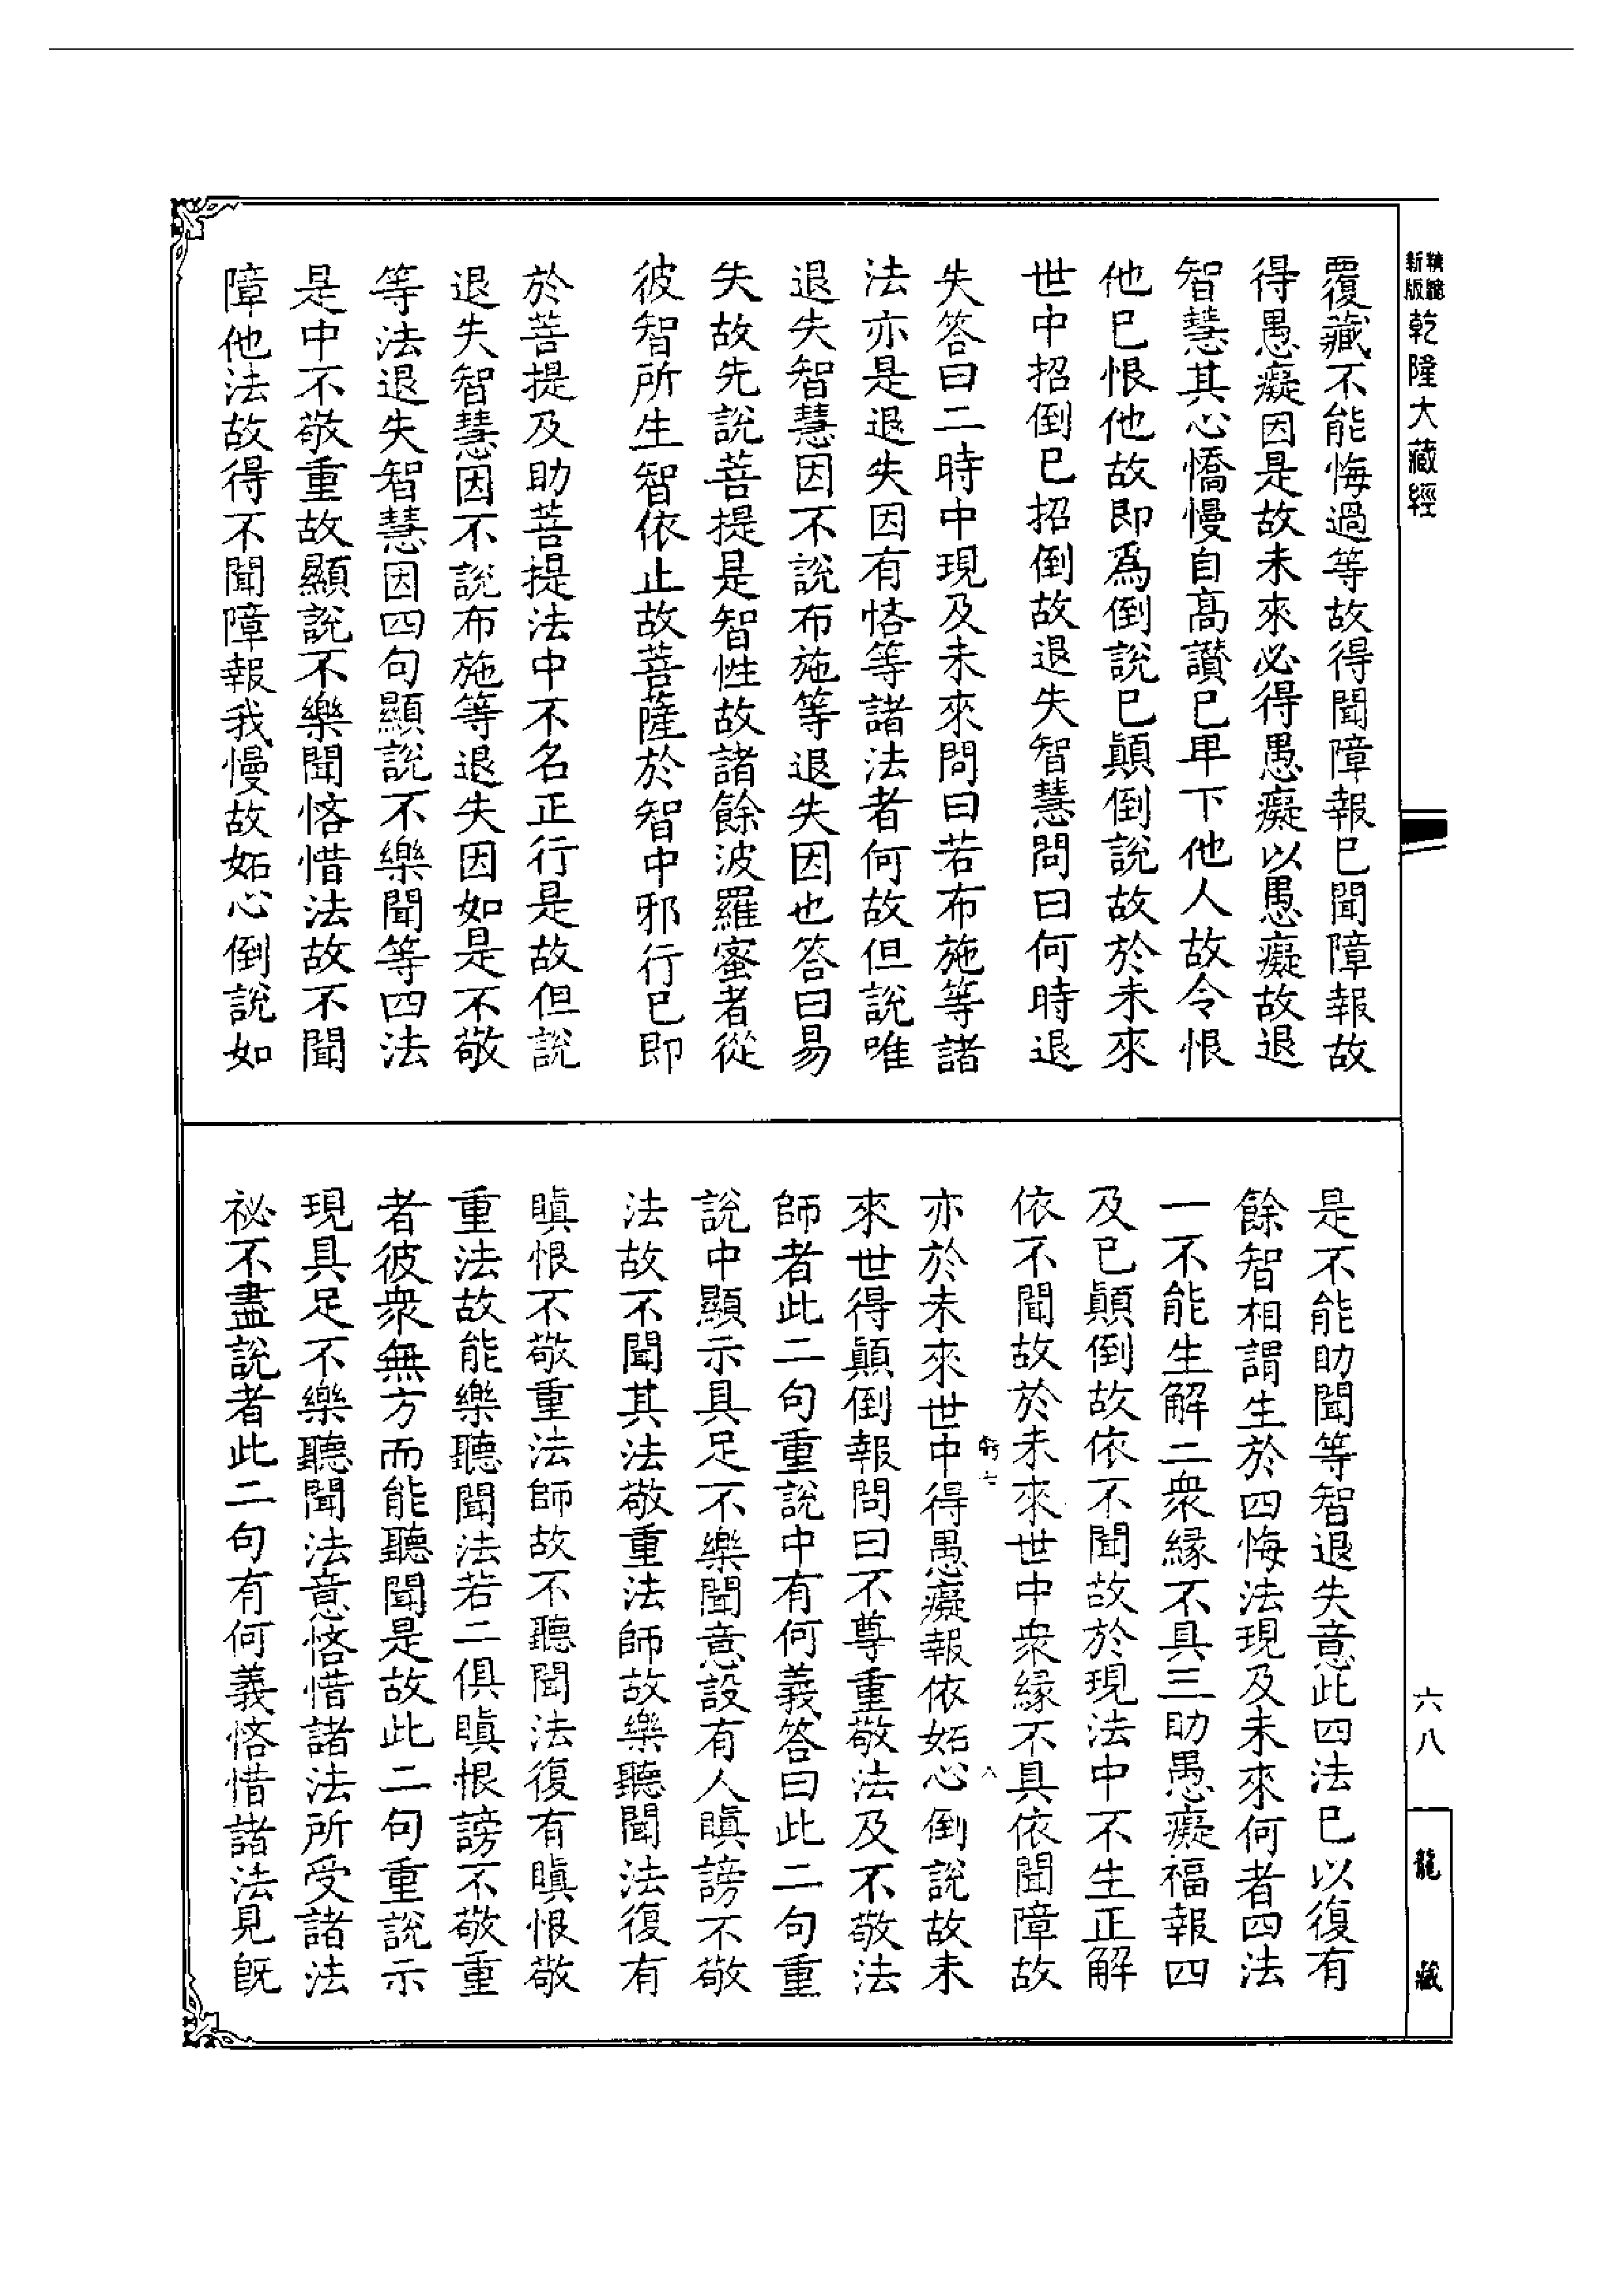 新版
乾隆大藏經
覆藏不能悔過等故得聞障報已聞障報故
得愚癡因是故未來必得愚癡以愚癡故退
智慧其心憍慢自高讃已卑下他人故令恨
他已恨他故即爲倒說已顛倒說故於未來
世中招倒已招倒故退失智慧問曰何時退
失答曰二時中現及未來問曰若布施等諸
法亦是退失因有悋等諸法者何故但說唯
退失智慧因不說布施等退失因也答曰易
失故先說菩提是智性故諸餘波羅蜜者從
彼智所生智依止故菩薩於智中邪行已即
於菩提及助菩提法中不名正行是故但說
退失智慧因不說布施等退失因如是不敬
等法退失智慧因四句顯說不樂聞等四法
是中不敬重故顯說不樂聞悋惜法故不聞
障他法故得不聞障報我慢故妬心倒說如
是不能助聞等智退失意此四法已以復有
餘智相謂生於四悔法現及未來何者四法
一不能生解二衆緣不具三助愚癡福報四
及已顛倒故依不聞故於現法中不生正解
依不聞故於未來世中衆緣不具依聞障故
亦於未來世中得愚癡報依妬心倒說故未
來世得顛倒報問曰不尊重敬法及不敬法
師者此二句重說中有何義答曰此二句重
說中顯示具足不樂聞意設有人瞋謗不敬
法故不聞其法敬重法師故樂聽聞法復有
瞋恨不敬重法師故不聽聞法復有瞋恨敬
重法故能樂聽聞法若二俱瞋恨謗不敬重
者彼衆無方而能聽聞是故此二句重說示
現具足不樂聽聞法意悋惜諸法所受諸法
祕不盡說者此二句有何義悋惜諸法見旣
六八
龍藏